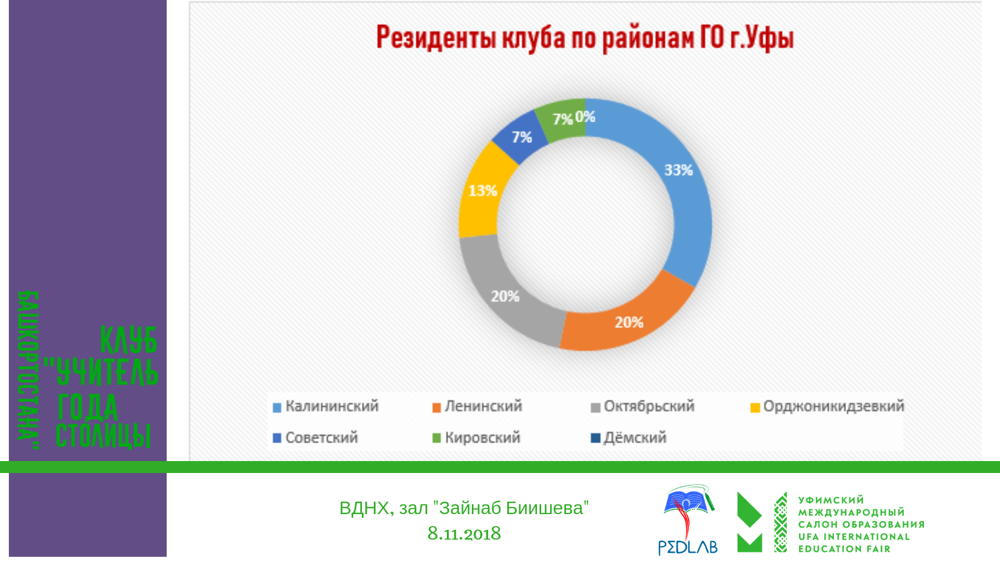 Резиденты клуба по районам ГО г.Уфы
7%
0%
7%
33%
13%
20%
20%
Калининский
Ленинский
Октябрьский
Орджоникидзевкий
Советский
Кировский
Дёмский
КЛУБ
"УЧИТЕЛЬ
ГОДА
СТОЛИЦЫ
БАШКОРТОСТАНА"
ВДНХ, зал "Зайнаб Биишева"
8.11.2018
PΣDLΛB
УФИМСКИЙ
МЕЖДУНАРОДНЫЙ
САЛОН ОБРАЗОВАНИЯ
UFA INTERNATIONAL
EDUCATION FAIR